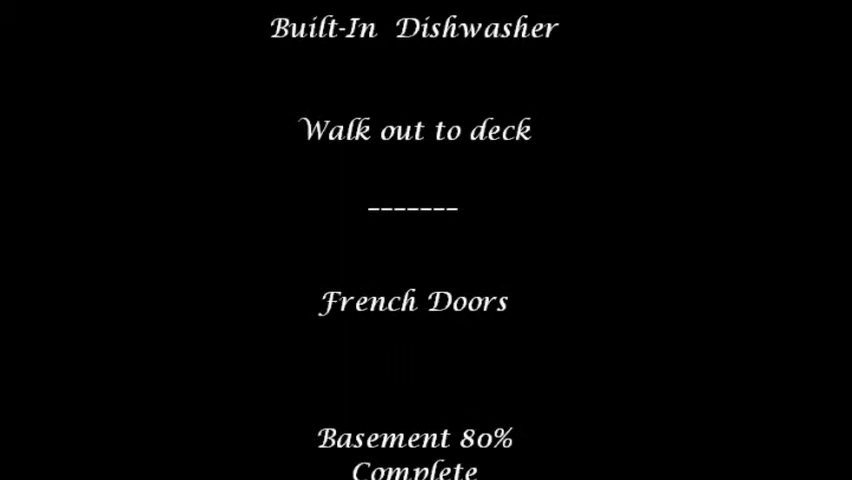 Built-In Dishwasher
Walk out to deck
-------
French Doors
Basement 80%
Complete